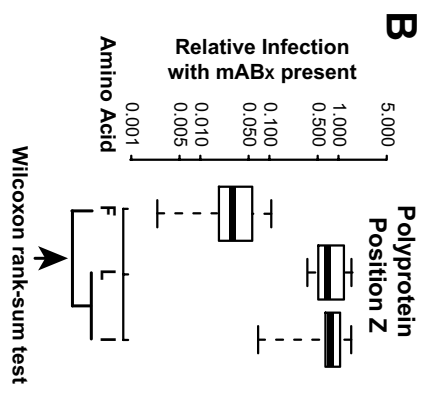 B
Polyprotein
Position Z
Relative Infection
with mABx present
5.000
1.000
0.500
0.100
0.050
0.010
0.005
0.001
Amino Acid
F
L
I
Wilcoxon rank-sum test